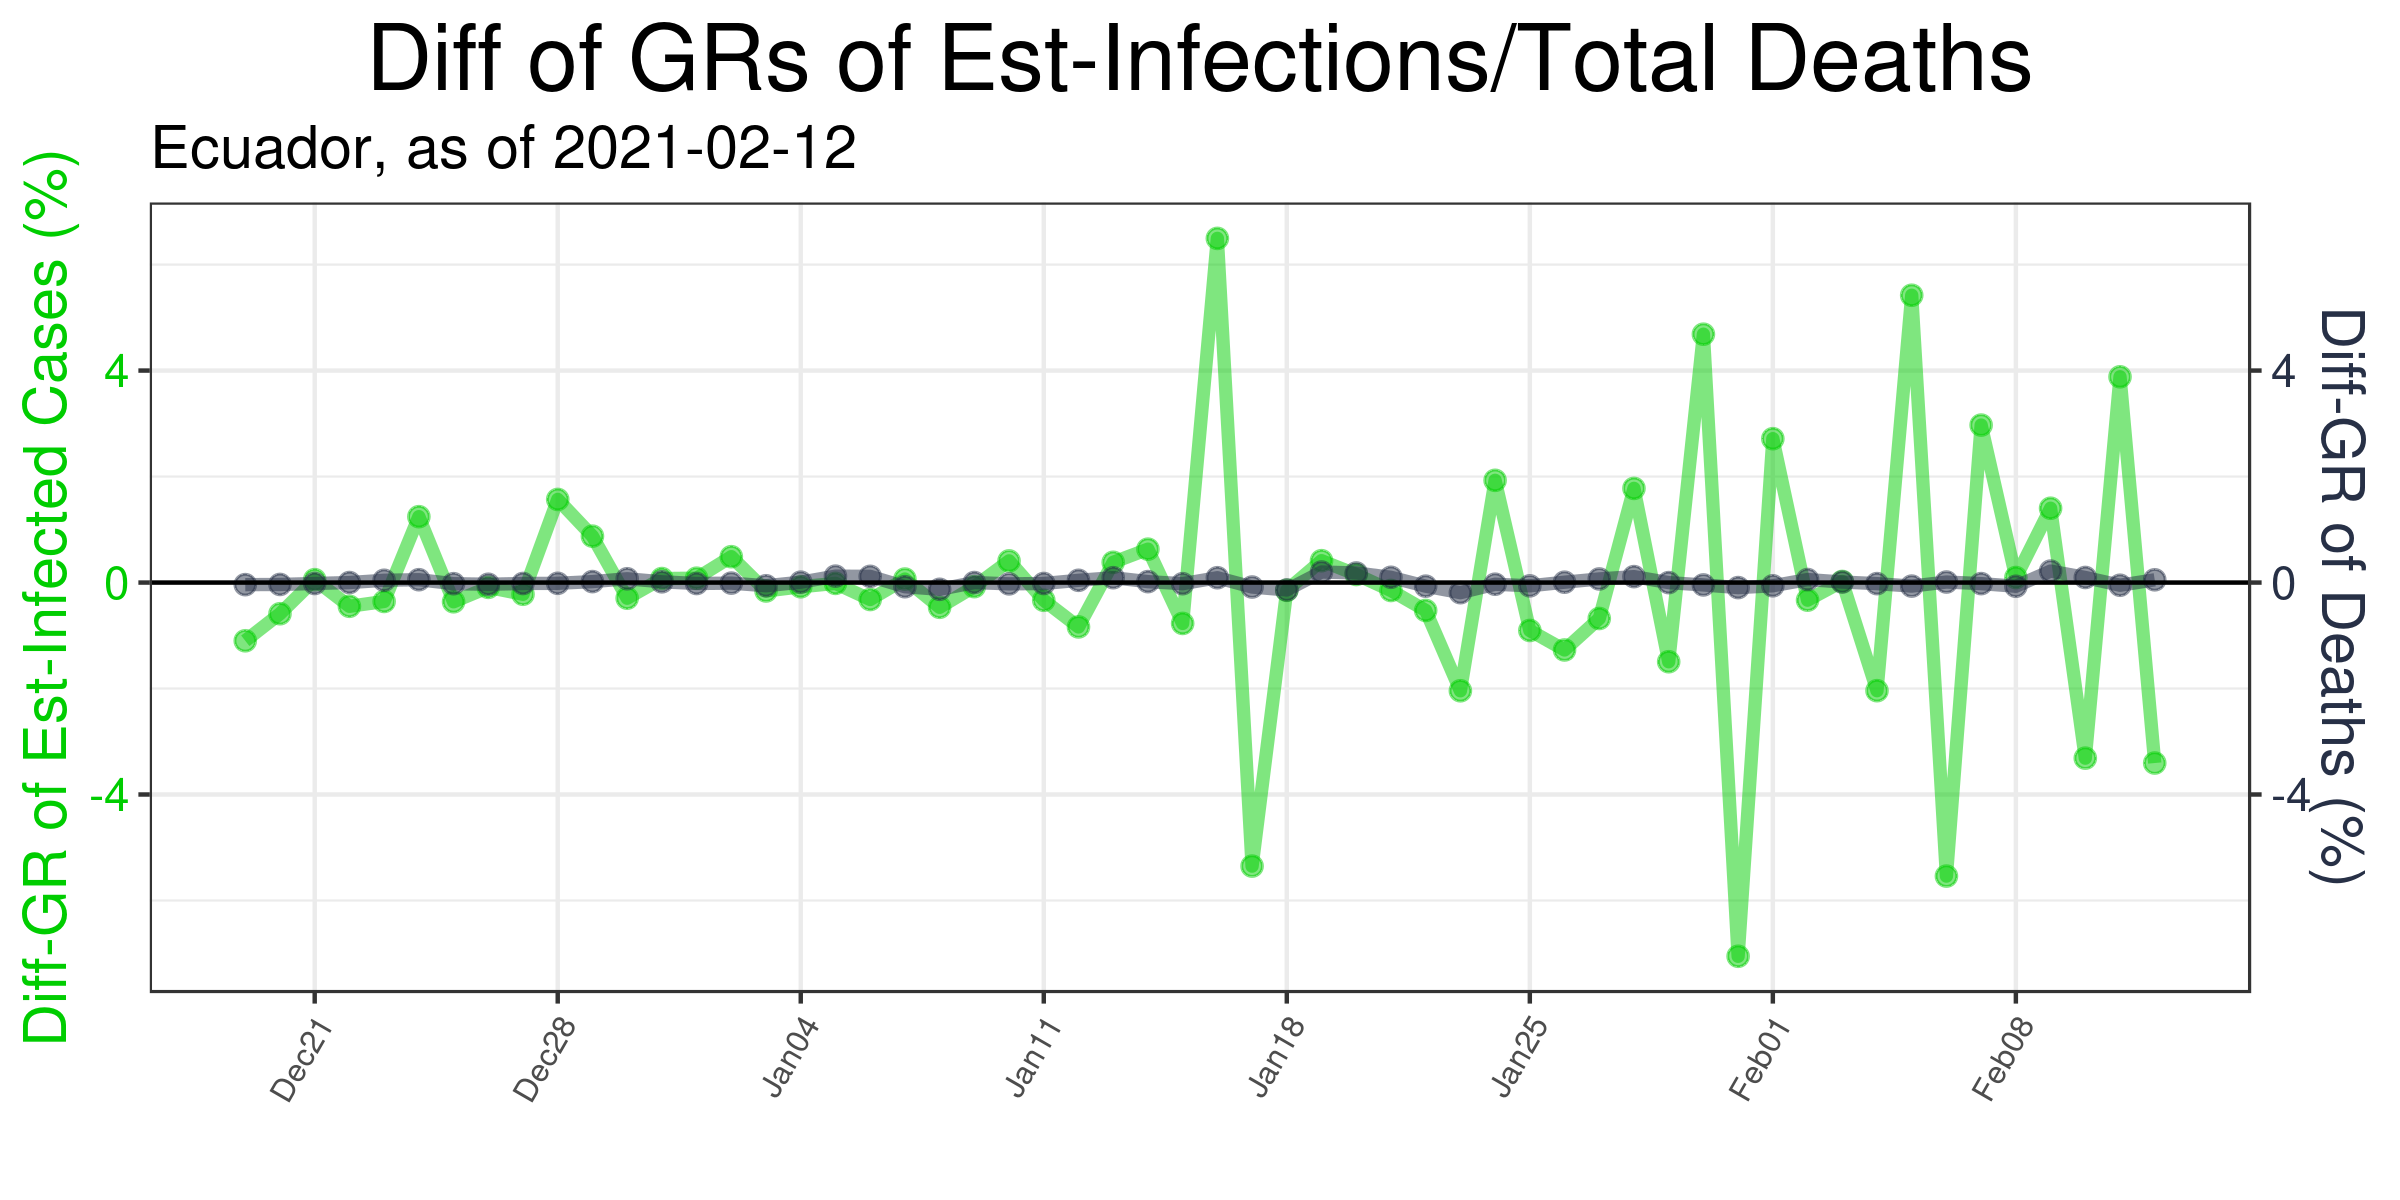 Diff of GRs of Est-Infections/Total Deaths
Ecuador, as of 2021-02-12
Diff-GR of Est-Infected Cases (%)
4
0
-4
4
0
-4
Diff-GR of Deaths (%)
Dec21
Dec28
Jan04
Jan11
Jan18
Jan25
Feb01
Feb08